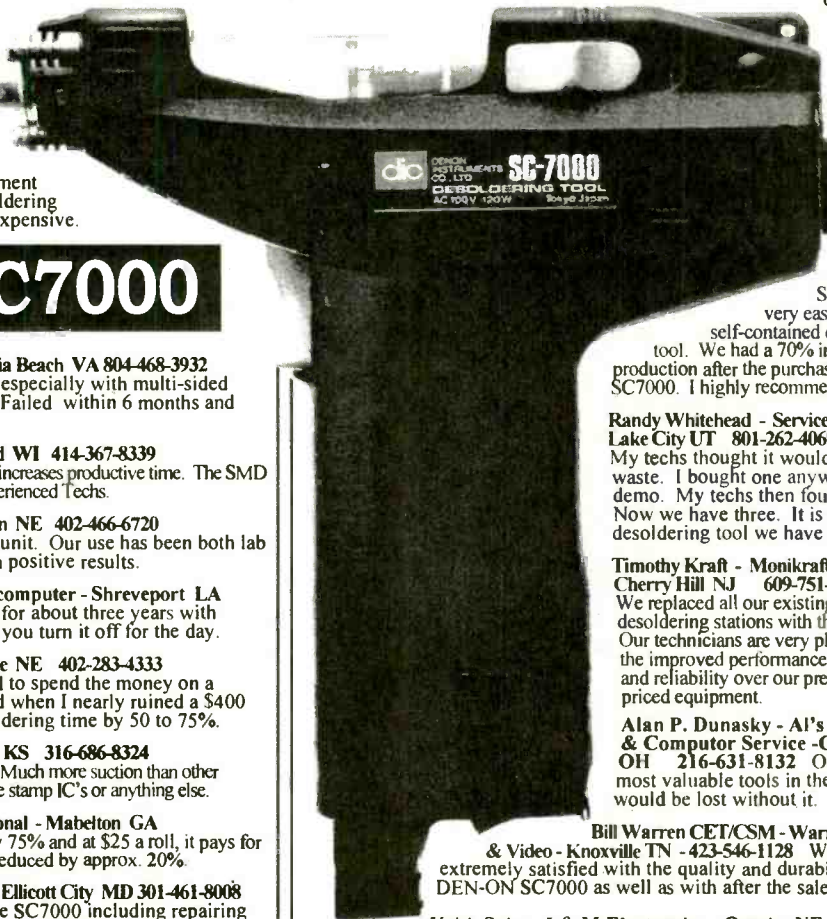 ment
ldering
xpensive.
C7000
ia Beach VA 804-468-3932
especially with multi-sided
Failed within 6 months and
d WI 414-367-8339
increases productive time. The SMD
erienced Techs.
n NE 402-466-6720
unit. Our use has been both lab
n positive results.
computer - Shreveport LA
for about three years with
you turn it off for the day.
e NE 402-283-4333
l to spend the money on a
d when I nearly ruined a $400
dering time by 50 to 75%.
KS 316-686-8324
Much more suction than other
e stamp IC's or anything else.
onal - Mabelton GA
y 75% and at $25 a roll, it pays for
educed by approx. 20%.
Ellicott City MD 301-461-8008
e SC7000 including repairing
dic DENON INSTRUMENTS CO., LTD SC-7000
DESOLDERING TOOL
AC 100V 120W Tokyo Japan
S
very eas
self-contained
tool. We had a 70% in
production after the purchas
SC7000. I highly recomme
Randy Whitehead - Service
Lake City UT 801-262-406
My techs thought it would
waste. I bought one anyw
demo. My techs then fou
Now we have three. It is
desoldering tool we have
Timothy Kraft - Monikraft
Cherry Hill NJ 609-751-
We replaced all our existing
desoldering stations with th
Our technicians are very pl
the improved performance
and reliability over our pre
priced equipment.
Alan P. Dunasky - Al's
& Computor Service -C
OH 216-631-8132 O
most valuable tools in the
would be lost without it.
Bill Warren CET/CSM - Warr
& Video - Knoxville TN - 423-546-1128 W
extremely satisfied with the quality and durabi
DEN-ON SC7000 as well as with after the sale